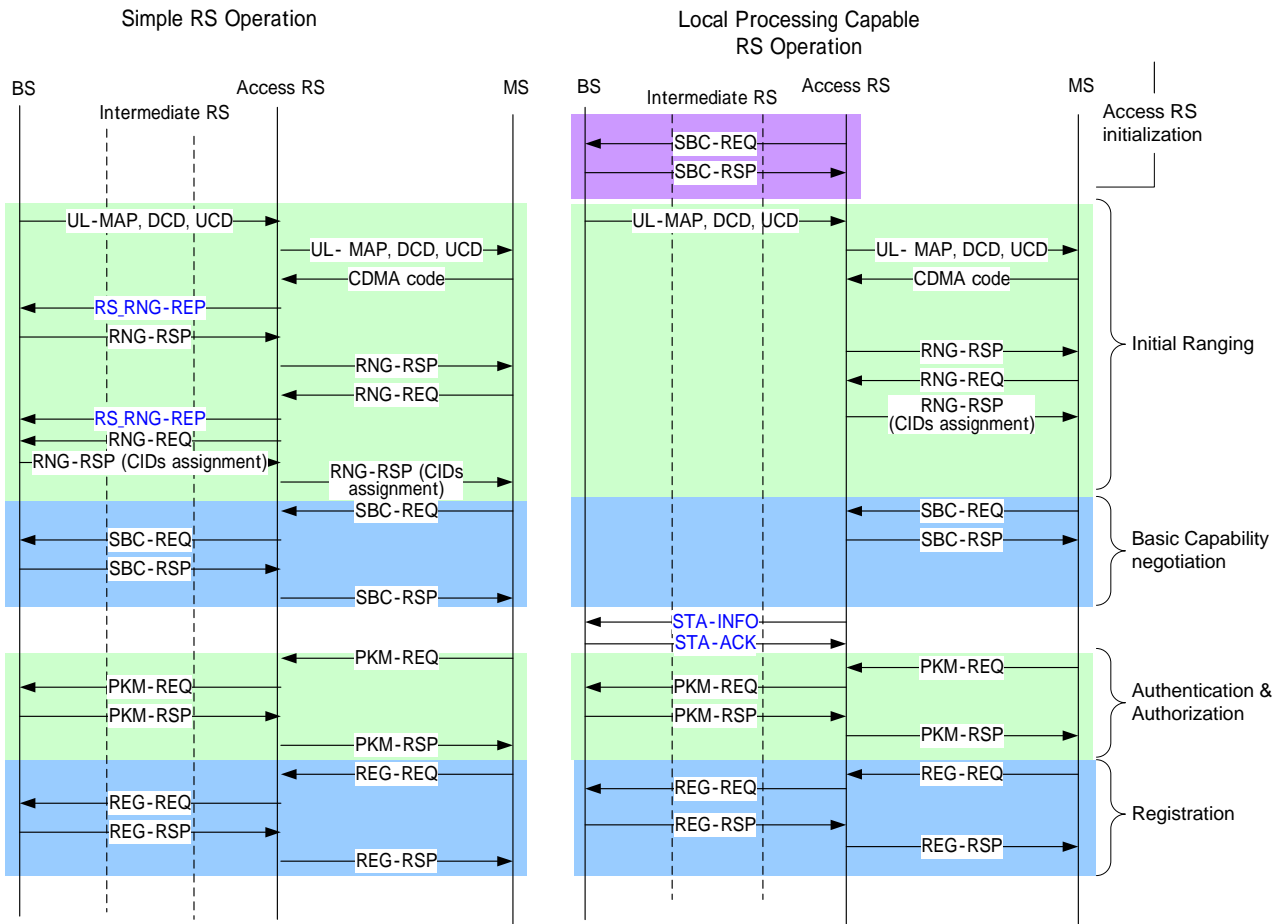 Simple RS Operation
BS
Intermediate RS
Access RS
MS
UL-MAP, DCD, UCD
UL- MAP, DCD, UCD
CDMA code
RS_RNG-REP
RNG-RSP
RNG-RSP
RNG-REQ
RS_RNG-REP
RNG-REQ
RNG-RSP (CIDs assignment)
RNG-RSP (CIDs
assignment)
SBC-REQ
SBC-REQ
SBC-RSP
SBC-RSP
PKM-REQ
PKM-REQ
PKM-RSP
PKM-RSP
REG-REQ
REG-REQ
REG-RSP
REG-RSP
Local Processing Capable
RS Operation
BS
Intermediate RS
Access RS
MS
SBC-REQ
SBC-RSP
UL-MAP, DCD, UCD
UL- MAP, DCD, UCD
CDMA code
RNG-RSP
RNG-REQ
RNG-RSP
(CIDs assignment)
SBC-REQ
SBC-RSP
STA-INFO
STA-ACK
PKM-REQ
PKM-REQ
PKM-RSP
PKM-RSP
REG-REQ
REG-REQ
REG-RSP
REG-RSP
Access RS
initialization
Initial Ranging
Basic Capability
negotiation
Authentication &
Authorization
Registration